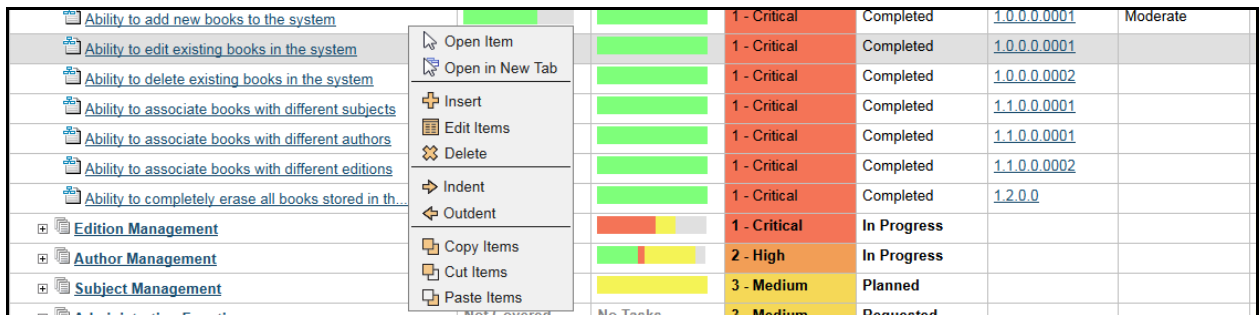 Ability to add new books to the system 1 - Critical Completed 1.0.0.0.0001 Moderate
Ability to edit existing books in the system 1 - Critical Completed 1.0.0.0.0001
Ability to delete existing books in the system 1 - Critical Completed 1.0.0.0.0002
Ability to associate books with different subjects 1 - Critical Completed 1.1.0.0.0001
Ability to associate books with different authors 1 - Critical Completed 1.1.0.0.0001
Ability to associate books with different editions 1 - Critical Completed 1.1.0.0.0002
Ability to completely erase all books stored in th... 1 - Critical Completed 1.2.0.0
Edition Management 1 - Critical In Progress
Author Management 2 - High In Progress
Subject Management 3 - Medium Planned
Open Item
Open in New Tab
Insert
Edit Items
Delete
Indent
Outdent
Copy Items
Cut Items
Paste Items